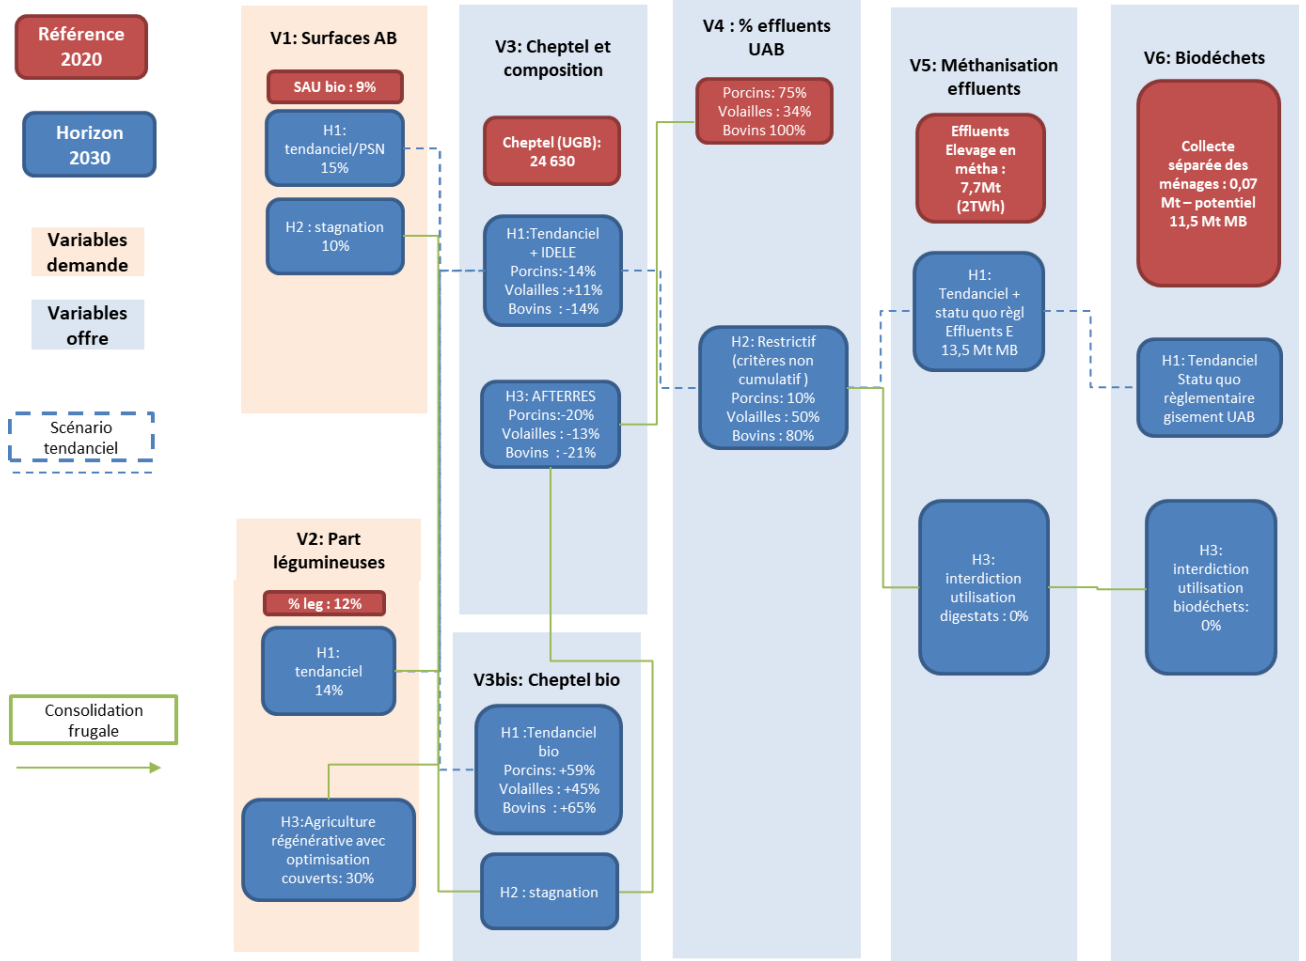 Référence
2020
Horizon
2030
Variables
demande
Variables
offre
Scénario
tendanciel
Consolidation
frugale
V1: Surfaces AB
SAU bio : 9%
H1:
tendanciel/PSN
15%
H2 : stagnation
10%
V2: Part
légumineuses
% leg : 12%
H1:
tendanciel
14%
H3:Agriculture
régénérative avec
optimisation
couverts: 30%
V3: Cheptel et
composition
Cheptel (UGB):
24 630
H1:Tendanciel
+ IDELE
Porcins:-14%
Volailles :+11%
Bovins : -14%
H3: AFTERRES
Porcins:-20%
Volailles : -13%
Bovins : -21%
V3bis: Cheptel bio
H1 :Tendanciel
bio
Porcins: +59%
Volailles : +45%
Bovins : +65%
H2 : stagnation
V4 : % effluents
UAB
Porcins: 75%
Volailles : 34%
Bovins 100%
H2: Restrictif
(critères non
cumulatif )
Porcins: 10%
Volailles : 50%
Bovins : 80%
V5: Méthanisation
effluents
Effluents
Elevage en
métha :
7,7Mt
(2TWh)
H1:
Tendanciel +
statu quo règl
Effluents E
13,5 Mt MB
H3:
interdiction
utilisation
digestats : 0%
V6: Biodéchets
Collecte
séparée des
ménages : 0,07
Mt – potentiel
11,5 Mt MB
H1: Tendanciel
Statu quo
règlementaire
gisement UAB
H3:
interdiction
utilisation
biodéchets:
0%